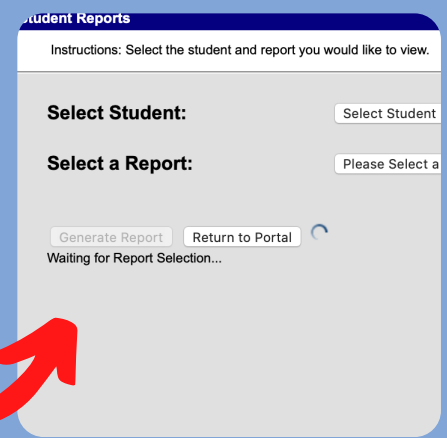 Student Reports
Instructions: Select the student and report you would like to view.
Select Student: Select Student
Select a Report: Please Select a
Generate Report Return to Portal
Waiting for Report Selection...